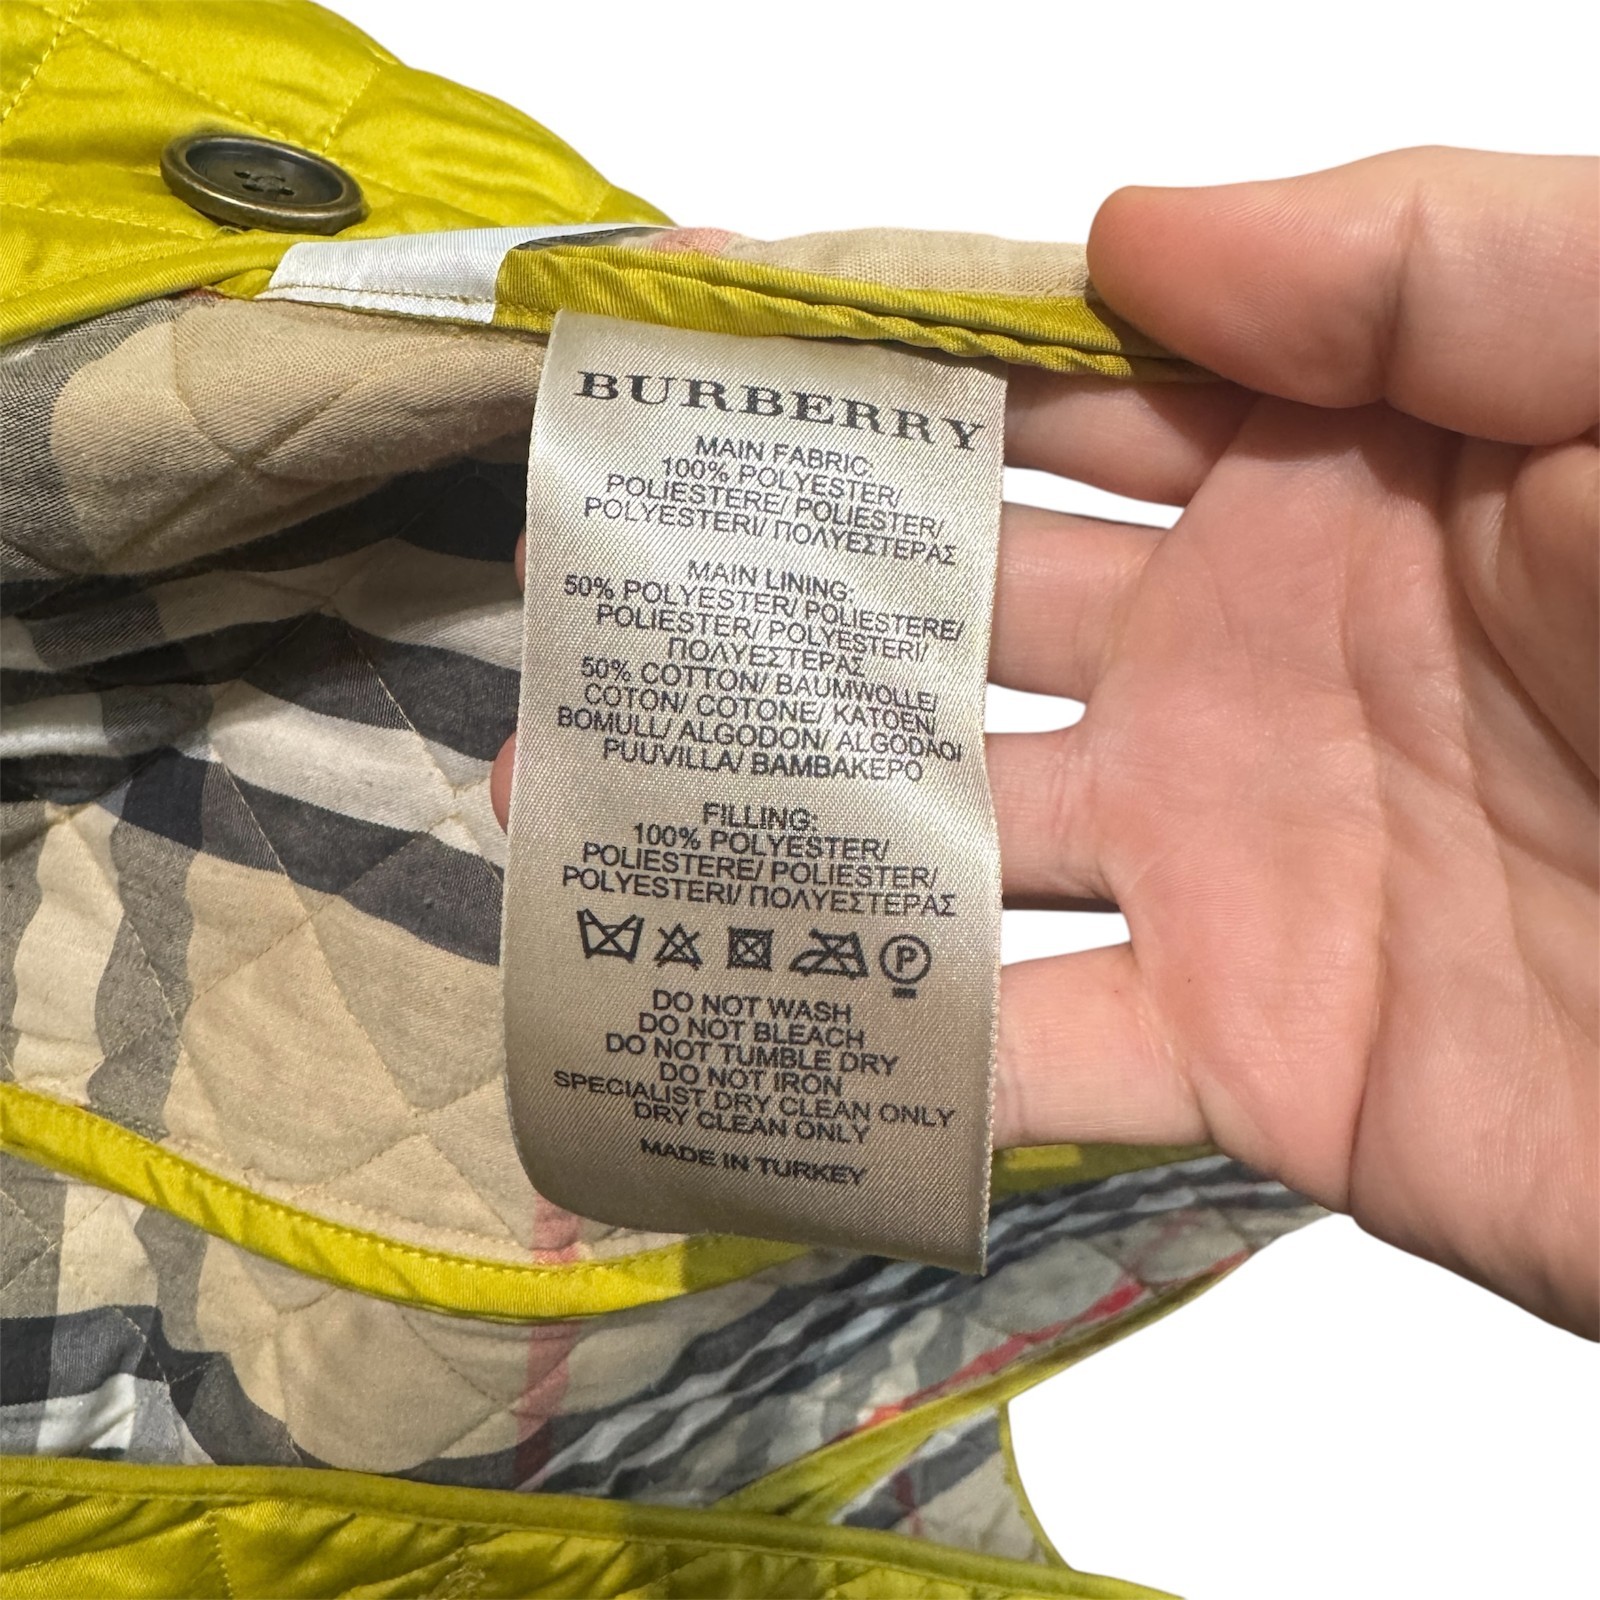 BURBERRY
MAIN FABRIC:
100% POLYESTER/
POLIESTERE/ POLIESTER/
POLYESTERI/ ΠΟΛΥΕΣΤΕΡΑΣ
MAIN LINING:
50% POLYESTER/ POLIESTERE/
POLIESTER/ POLYESTERI/
ΠΟΛΥΕΣΤΕΡΑΣ
50% COTTON/ BAUMWOLLE/
COTON/ COTONE/ KATOEN/
BOMULL/ ALGODON/ ALGODÃO/
PUUVILLA/ ΒΑΜΒΑΚΕΡΟ
FILLING:
100% POLYESTER/
POLIESTERE/ POLIESTER/
POLYESTERI/ ΠΟΛΥΕΣΤΕΡΑΣ
P
DO NOT WASH
DO NOT BLEACH
DO NOT TUMBLE DRY
DO NOT IRON
SPECIALIST DRY CLEAN ONLY
DRY CLEAN ONLY
MADE IN TURKEY